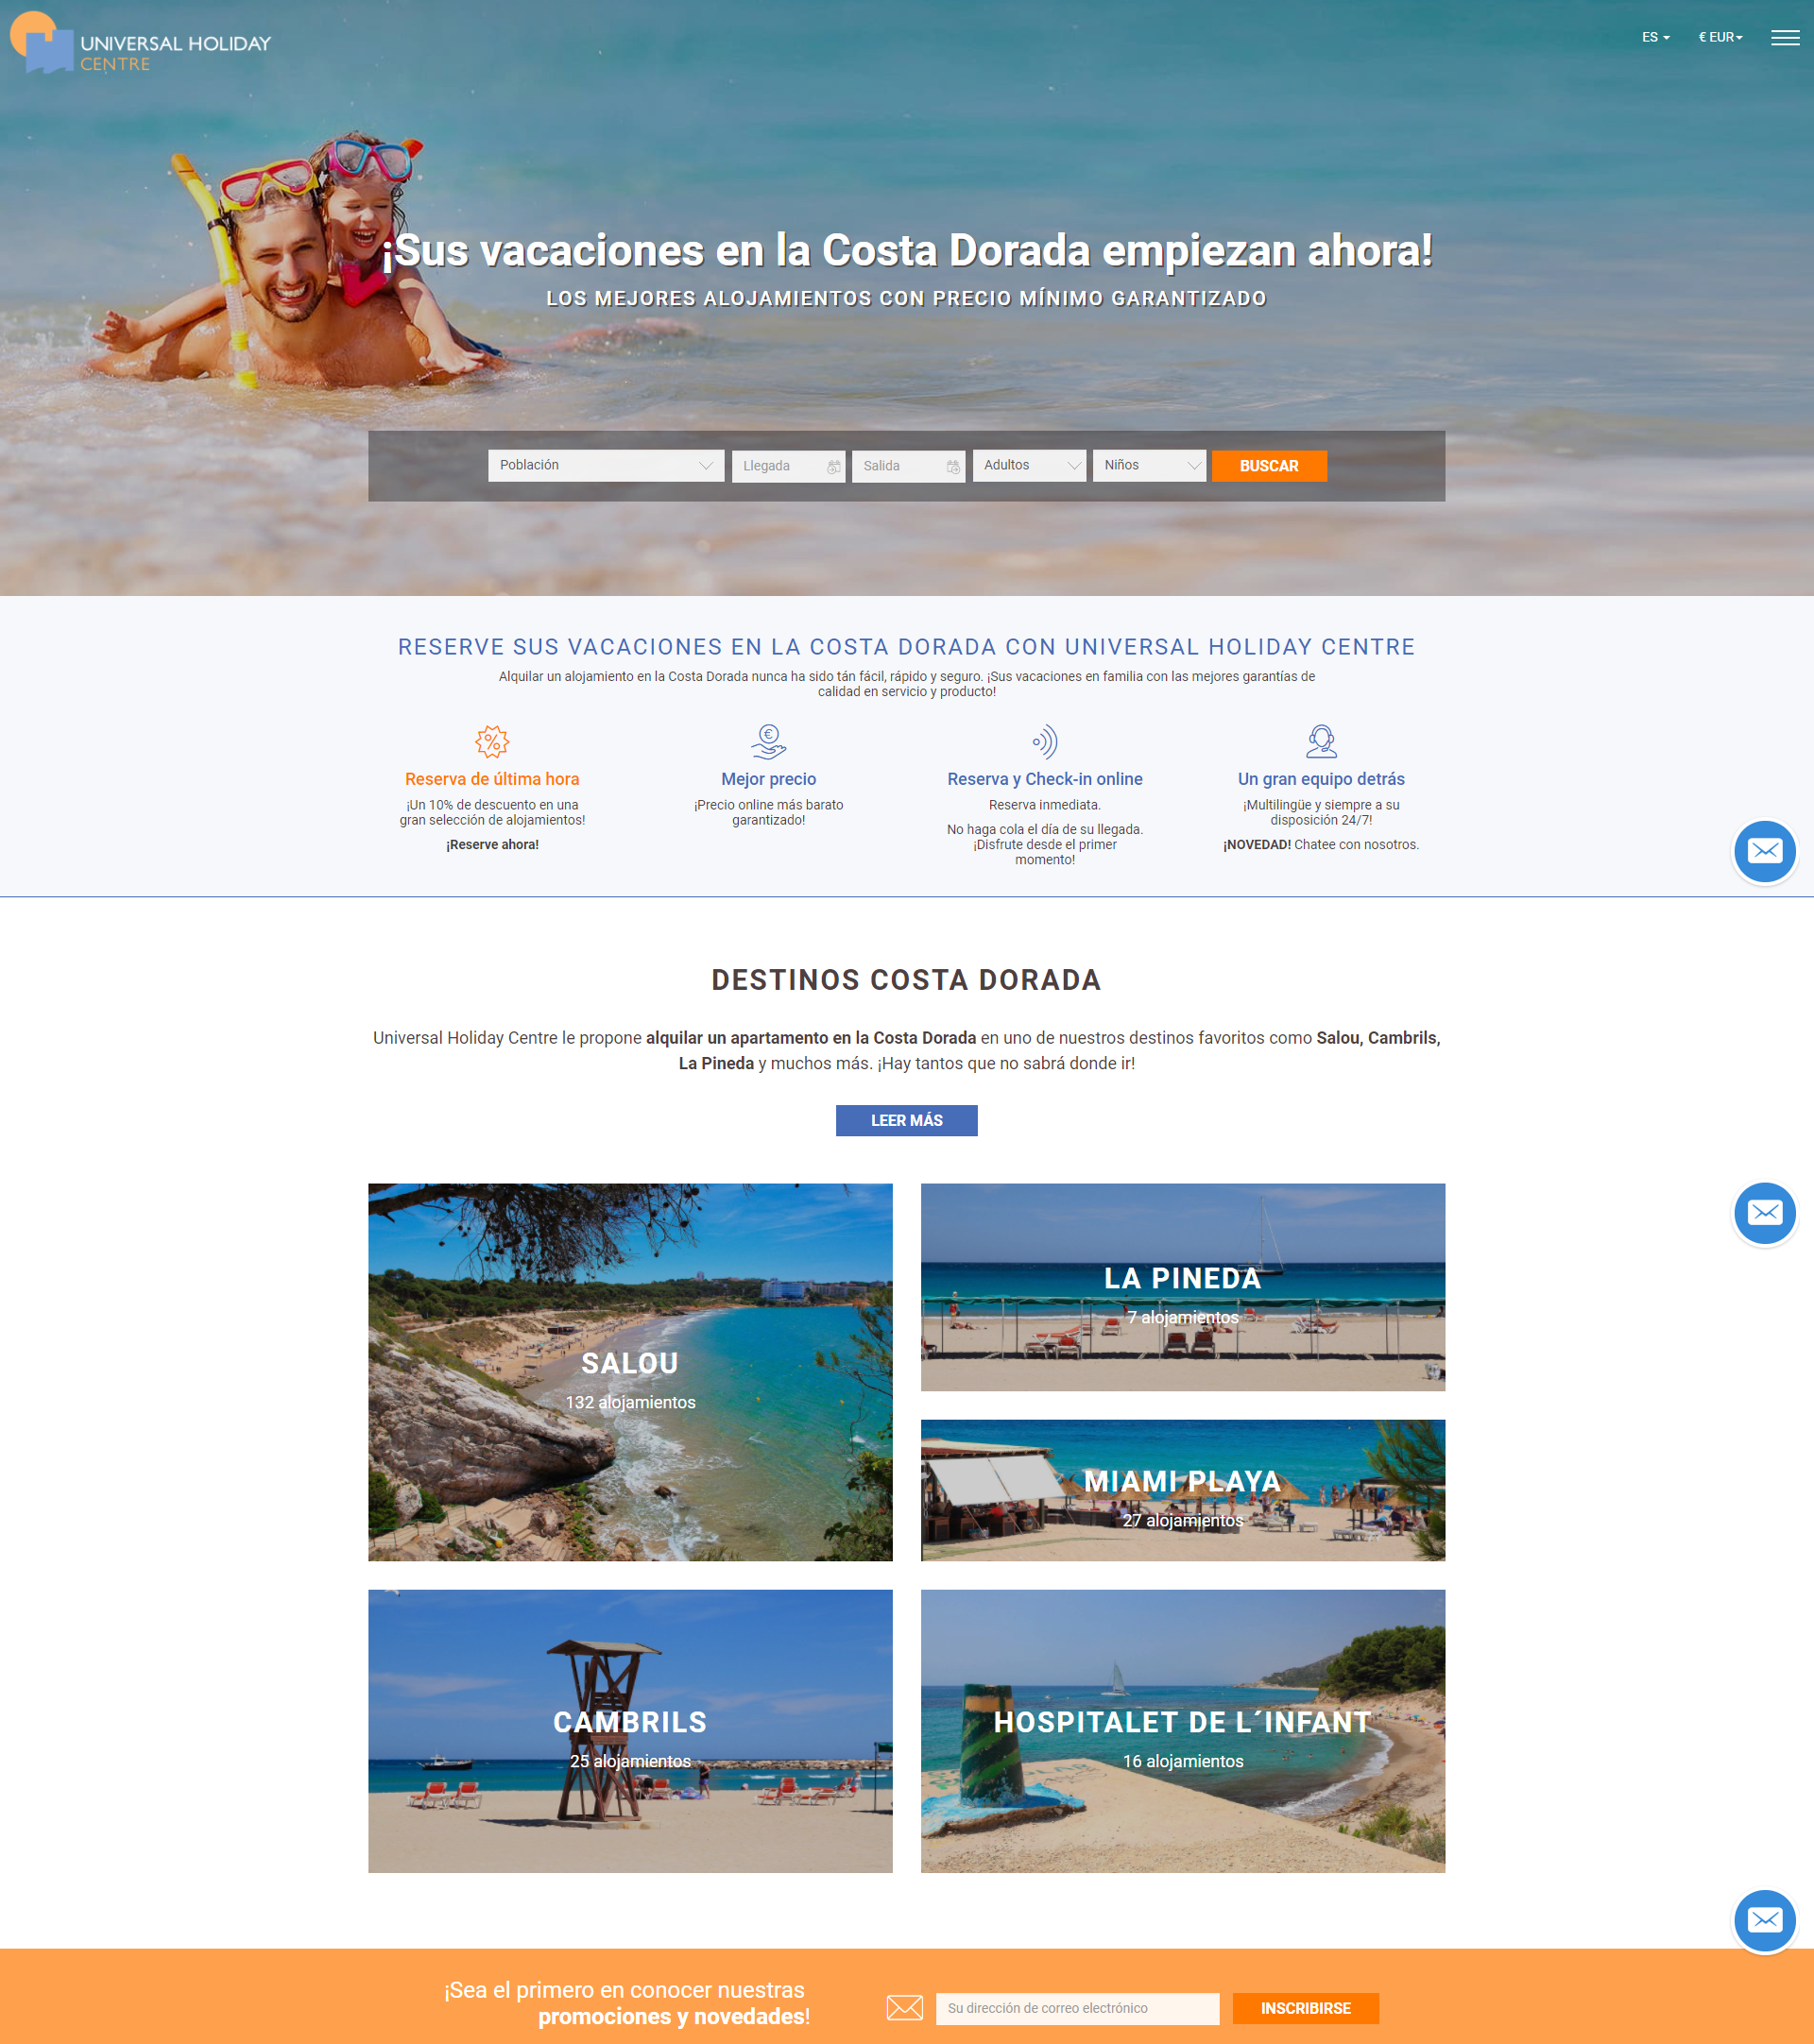 UNIVERSAL HOLIDAY
CENTRE
ES
€ EUR
¡Sus vacaciones en la Costa Dorada empiezan ahora!
LOS MEJORES ALOJAMIENTOS CON PRECIO MÍNIMO GARANTIZADO
Población
Llegada
Salida
Adultos
Niños
BUSCAR
RESERVE SUS VACACIONES EN LA COSTA DORADA CON UNIVERSAL HOLIDAY CENTRE
Alquilar un alojamiento en la Costa Dorada nunca ha sido tán fácil, rápido y seguro. ¡Sus vacaciones en familia con las mejores garantías de
calidad en servicio y producto!
Reserva de última hora
¡Un 10% de descuento en una
gran selección de alojamientos!
¡Reserve ahora!
Mejor precio
¡Precio online más barato
garantizado!
Reserva y Check-in online
Reserva inmediata.
No haga cola el día de su llegada.
¡Disfrute desde el primer
momento!
Un gran equipo detrás
¡Multilingüe y siempre a su
disposición 24/7!
¡NOVEDAD! Chatee con nosotros.
DESTINOS COSTA DORADA
Universal Holiday Centre le propone alquilar un apartamento en la Costa Dorada en uno de nuestros destinos favoritos como Salou, Cambrils,
La Pineda y muchos más. ¡Hay tantos que no sabrá donde ir!
LEER MÁS
SALOU
132 alojamientos
LA PINEDA
7 alojamientos
MIAMI PLAYA
27 alojamientos
CAMBRILS
25 alojamientos
HOSPITALET DE L´INFANT
16 alojamientos
¡Sea el primero en conocer nuestras
promociones y novedades!
Su dirección de correo electrónico
INSCRIBIRSE